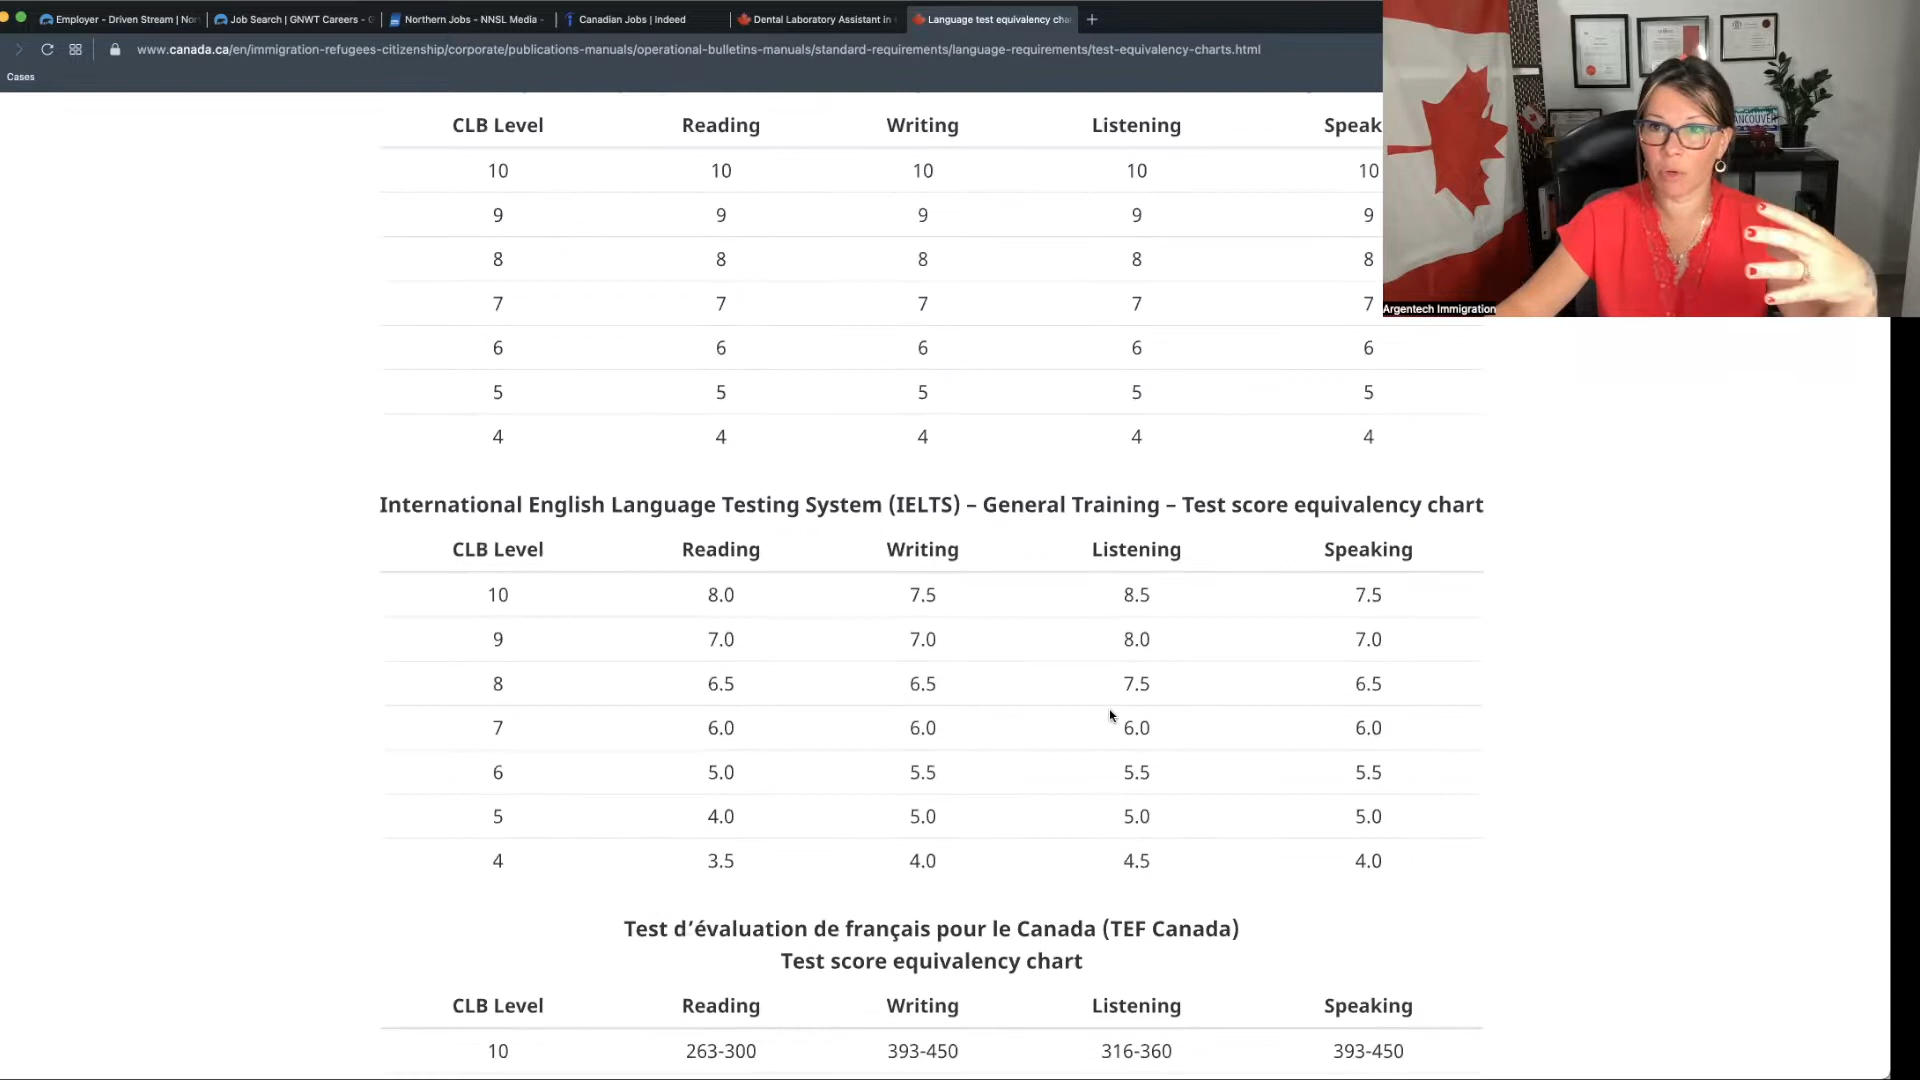 Employer - Driven Stream | No
Job Search | GNWT Careers -
Northern Jobs - NNSL Media -
Canadian Jobs | Indeed
Dental Laboratory Assistant in
Language test equivalency cha
www.canada.ca/en/immigration-refugees-citizenship/corporate/publications-manuals/operational-bulletins-manuals/standard-requirements/language-requirements/test-equivalency-charts.html
Cases
VANCOUVER
Argentech Immigration
CLB Level Reading Writing Listening Speak
10 10 10 10 10
9 9 9 9 9
8 8 8 8 8
7 7 7 7 7
6 6 6 6 6
5 5 5 5 5
4 4 4 4 4
International English Language Testing System (IELTS) – General Training – Test score equivalency chart
CLB Level Reading Writing Listening Speaking
10 8.0 7.5 8.5 7.5
9 7.0 7.0 8.0 7.0
8 6.5 6.5 7.5 6.5
7 6.0 6.0 6.0 6.0
6 5.0 5.5 5.5 5.5
5 4.0 5.0 5.0 5.0
4 3.5 4.0 4.5 4.0
Test d’évaluation de français pour le Canada (TEF Canada)
Test score equivalency chart
CLB Level Reading Writing Listening Speaking
10 263-300 393-450 316-360 393-450